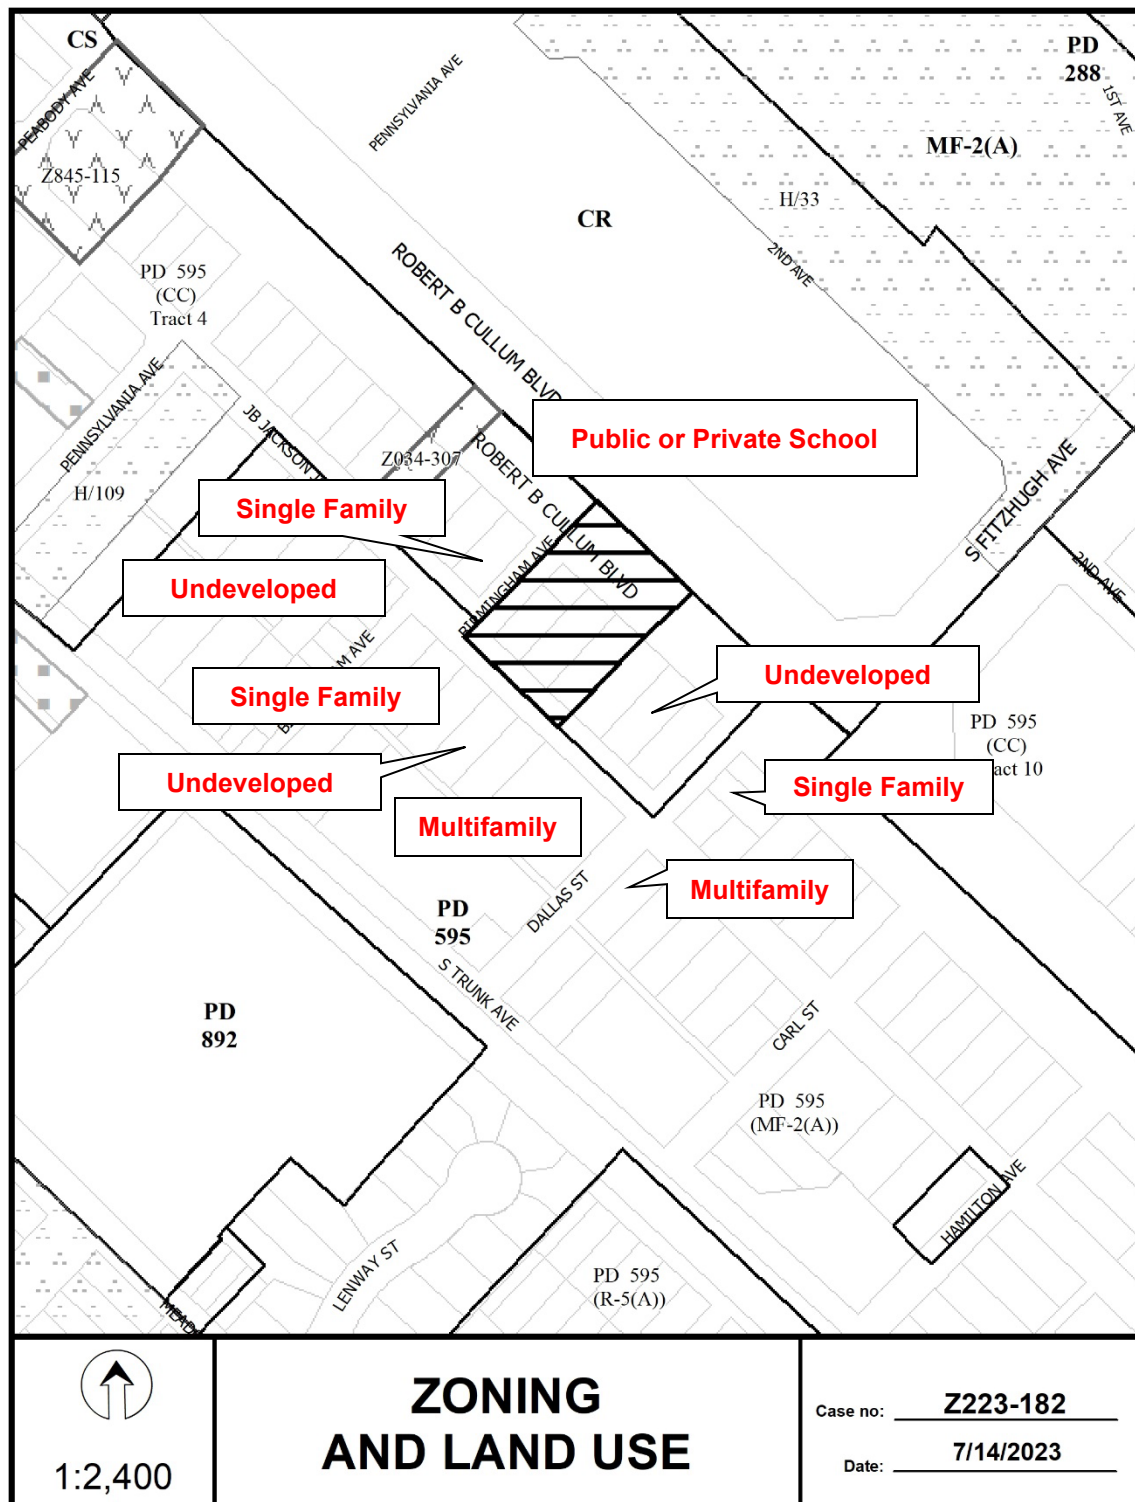 CS
PD
288
PEABODY AVE
PENNSYLVANIA AVE
1ST AVE
MF-2(A)
Z845-115
H/33
CR
2ND AVE
PD 595
(CC)
Tract 4
ROBERT B CULLUM BLVD
PENNSYLVANIA AVE
JB JACKSON
Public or Private School
Z034-307
ROBERT B CULLUM BLVD
H/109
Single Family
S FITZHUGH AVE
BIRMINGHAM AVE
2ND AVE
Undeveloped
AM AVE
Undeveloped
Single Family
PD 595
(CC)
act 10
Undeveloped
Single Family
Multifamily
Multifamily
DALLAS ST
PD
595
S TRUNK AVE
PD
892
CARL ST
PD 595
(MF-2(A))
HAMILTON AVE
LENWAY ST
PD 595
(R-5(A))
MEAD
1:2,400
ZONING
AND LAND USE
Case no: Z223-182
Date: 7/14/2023